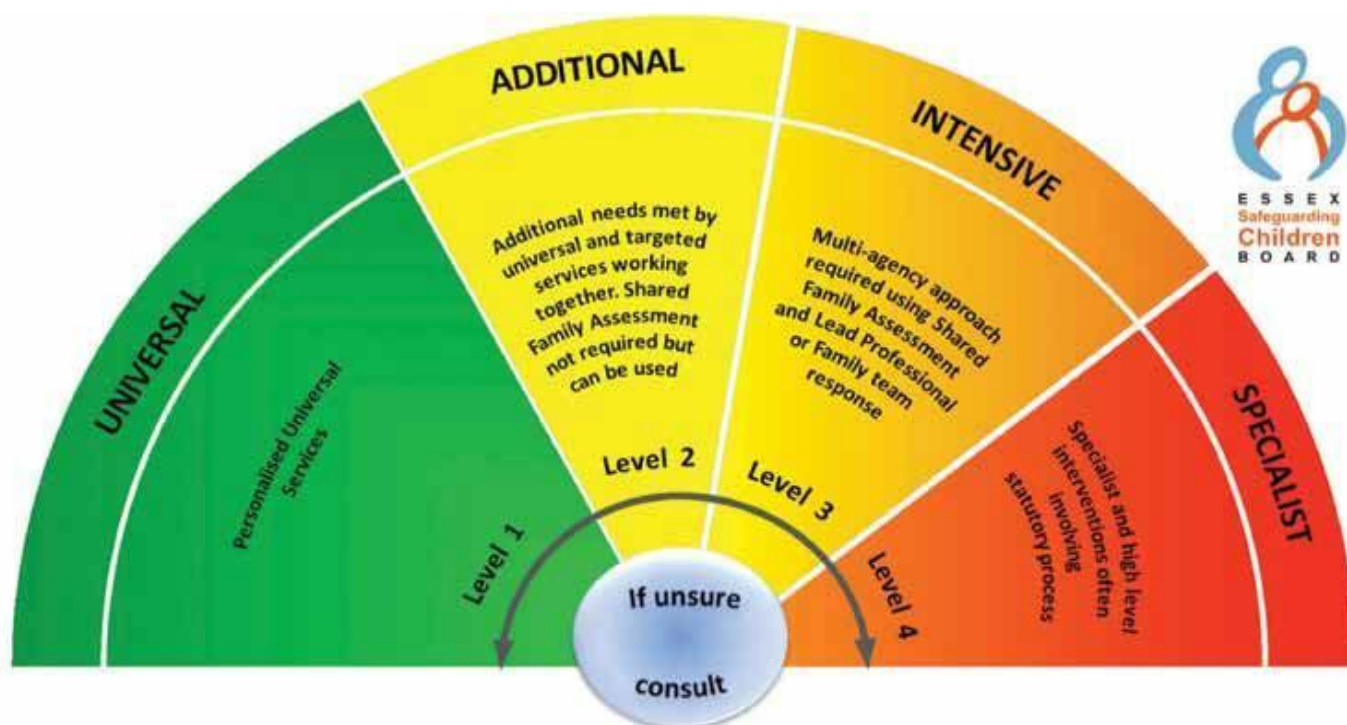 UNIVERSAL
Personalised Universal
Services
Level 1
ADDITIONAL
Additional needs met by
universal and targeted
services working
together. Shared
Family Assessment
not required but
can be used
Level 2
INTENSIVE
Multi-agency approach
required using Shared
Family Assessment
and Lead Professional
or Family team
response
Level 3
SPECIALIST
Specialist and high level
interventions often
involving
statutory process
Level 4
If unsure
consult
ESSEX
Safeguarding
Children
BOARD